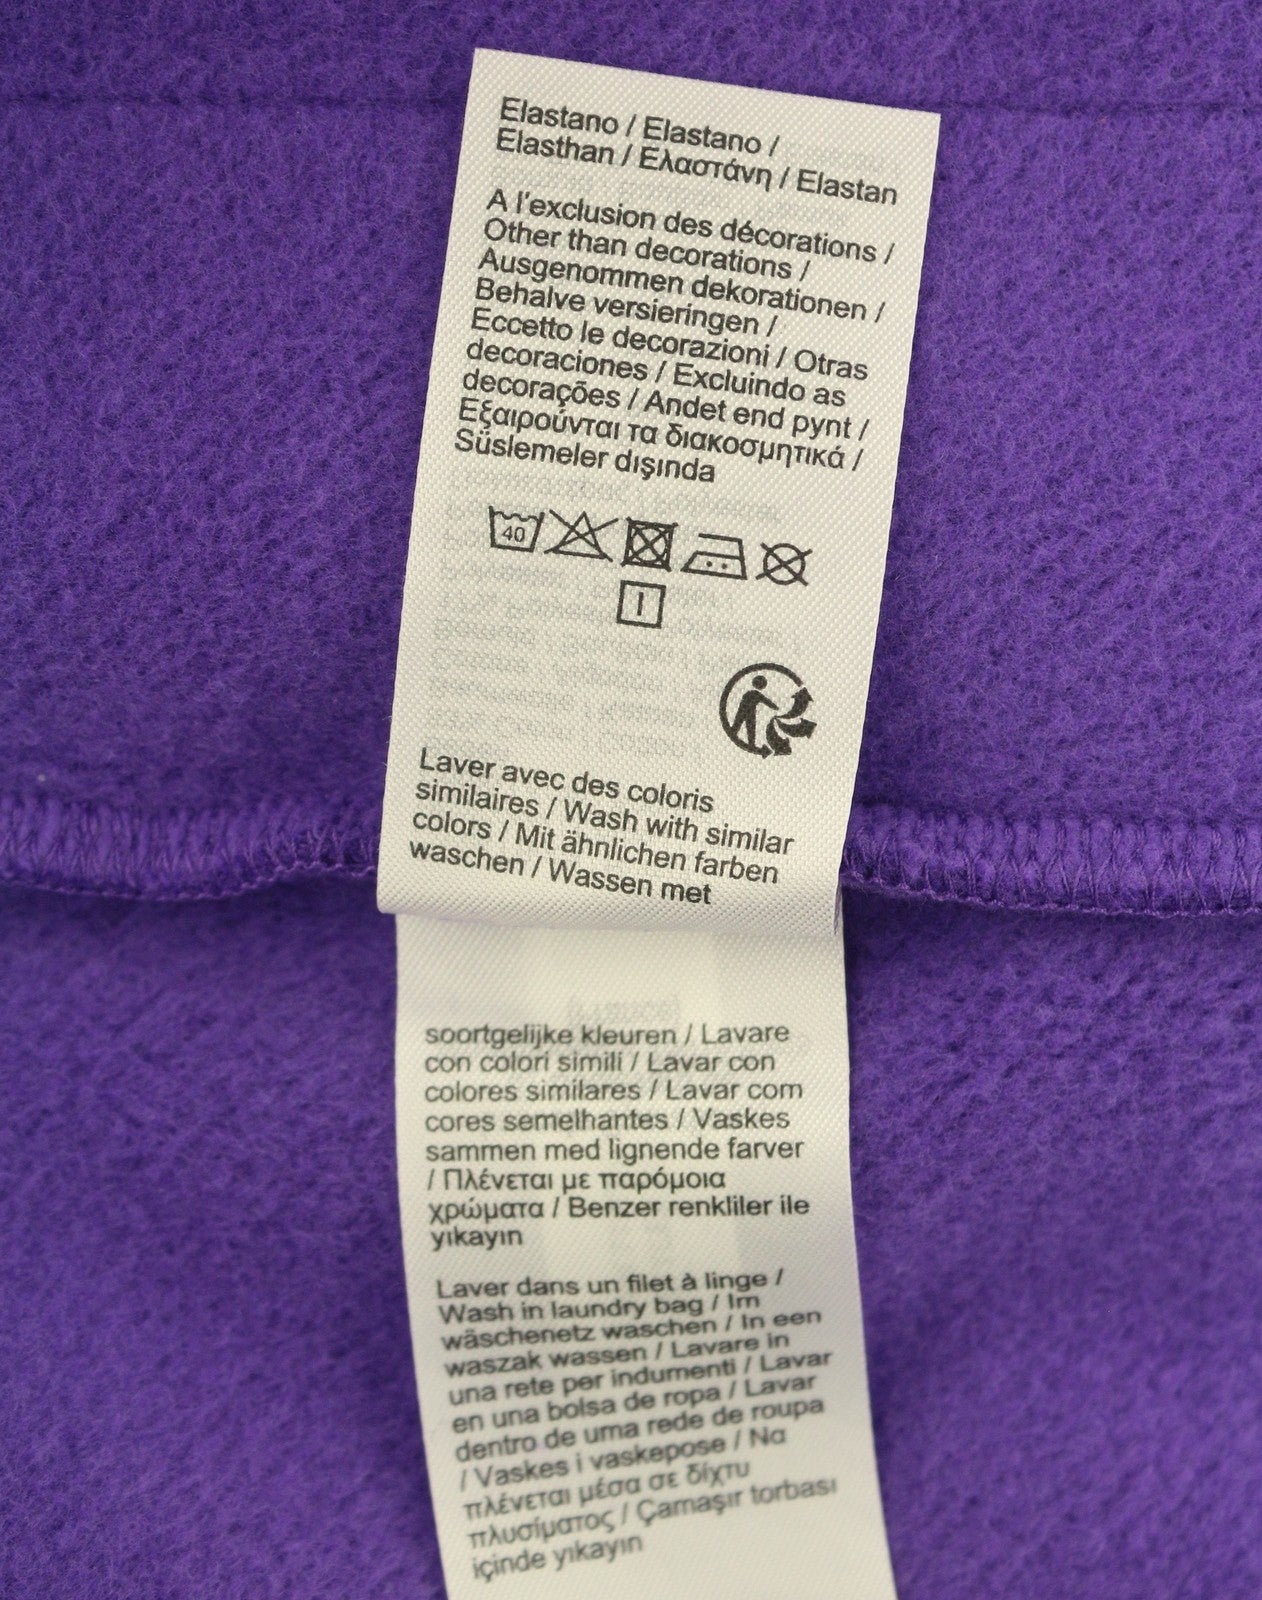 Elastano / Elastano /
Elasthan / Ελαστάνη / Elastan
A l'exclusion des décorations /
Other than decorations /
Ausgenommen dekorationen /
Behalve versieringen /
Eccetto le decorazioni / Otras
decoraciones / Excluindo as
decorações / Andet end pynt /
Εξαιρούνται τα διακοσμητικά /
Süslemeler dışında
40
Laver avec des coloris
similaires / Wash with similar
colors / Mit ähnlichen farben
waschen / Wassen met
soortgelijke kleuren / Lavare
con colori simili / Lavar con
colores similares / Lavar com
cores semelhantes / Vaskes
sammen med lignende farver
/ Πλένεται με παρόμοια
χρώματα / Benzer renkliler ile
yıkayın
Laver dans un filet à linge /
Wash in laundry bag / Im
wäschenetz waschen / In een
waszak wassen / Lavare in
una rete per indumenti / Lavar
en una bolsa de ropa / Lavar
dentro de uma rede de roupa
/ Vaskes i vaskepose / Να
πλένεται μέσα σε δίχτυ
πλυσίματος / Çamaşır torbası
içinde yıkayın